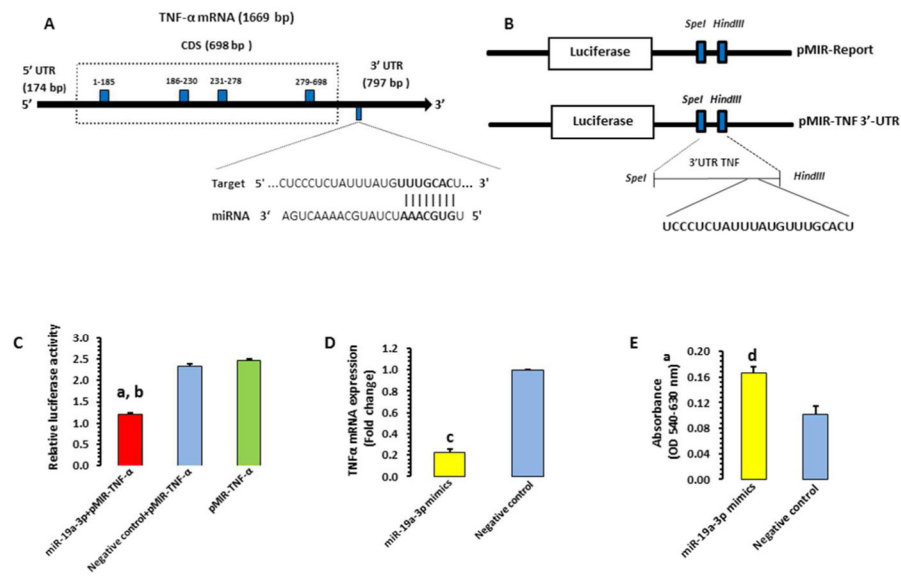 A
TNF-α mRNA (1669 bp)
CDS (698 bp )
5' UTR
(174 bp)
3' UTR
(797 bp )
1-185
186-230
231-278
279-698
5'
3'
Target 5' ...CUCCCUCUAUUUAUGUUUGCACU... 3'
miRNA 3' AGUCAAAACGUAUCUAAACGUGU 5'
B
SpeI HindIII
Luciferase
pMIR-Report
SpeI HindIII
Luciferase
pMIR-TNF 3'-UTR
3'UTR TNF
SpeI
HindIII
UCCCUCUAUUUAUGUUUGCACU
C
Relative luciferase activity
3.0
2.5
2.0
1.5
1.0
0.5
0.0
a, b
miR-19a-3p+pMIR-TNF-α
Negative control+pMIR-TNF-α
pMIR-TNF-α
D
TNFα mRNA expression
(Fold change)
1.2
1.0
0.8
0.6
0.4
0.2
0.0
c
miR-19a-3p mimics
Negative control
E
a
Absorbance
(OD 540-630 nm)
0.20
0.16
0.12
0.08
0.04
0.00
d
miR-19a-3p mimics
Negative control